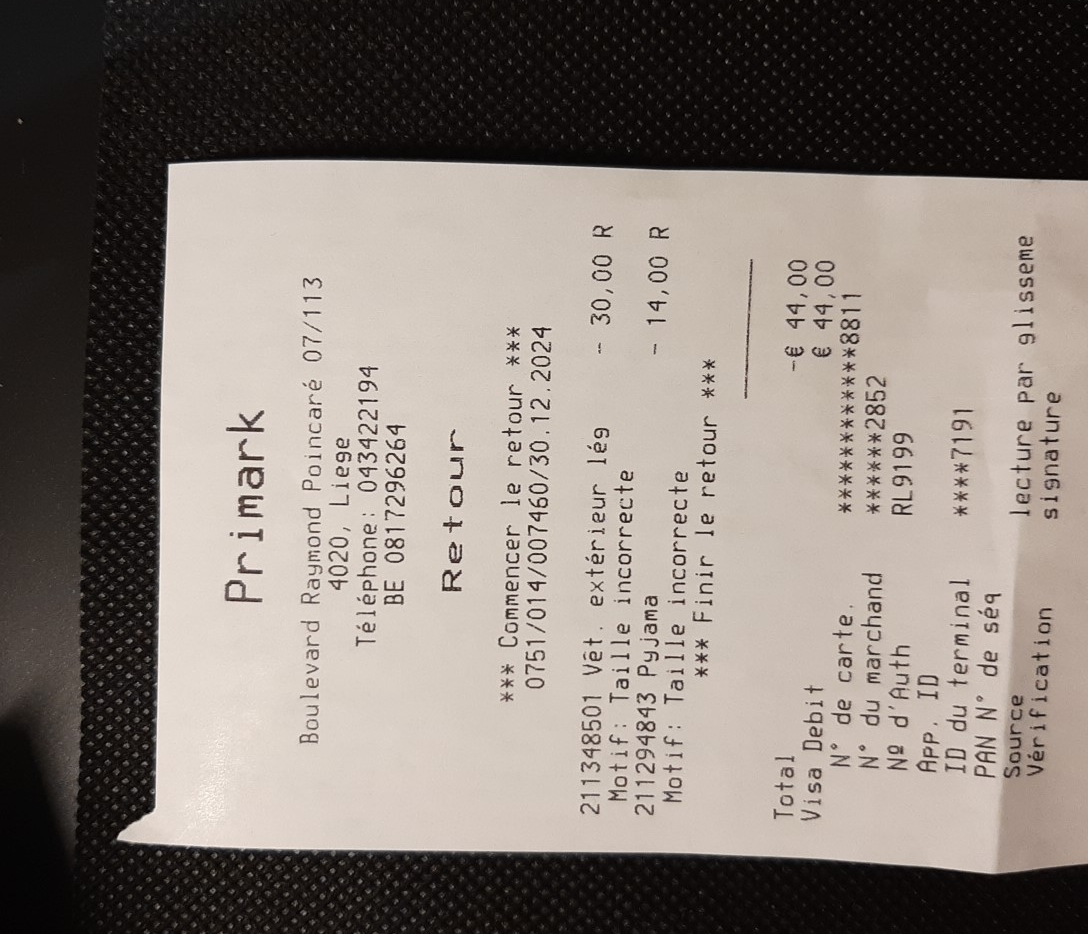 Primark
Boulevard Raymond Poincaré 07/113
4020, Liege
Téléphone: 043422194
BE 0817296264
Retour
*** Commencer le retour ***
0751/014/007460/30.12.2024
211348501 Vêt. extérieur lég - 30,00 R
Motif: Taille incorrecte
211294843 Pyjama - 14,00 R
Motif: Taille incorrecte
*** Finir le retour ***
Total -€ 44,00
Visa Debit € 44,00
N° de carte. ************8811
N° du marchand ******2852
Nº d'Auth RL9199
App. ID
ID du terminal ****7191
PAN N° de séq
Source lecture par glisseme
Vérification signature